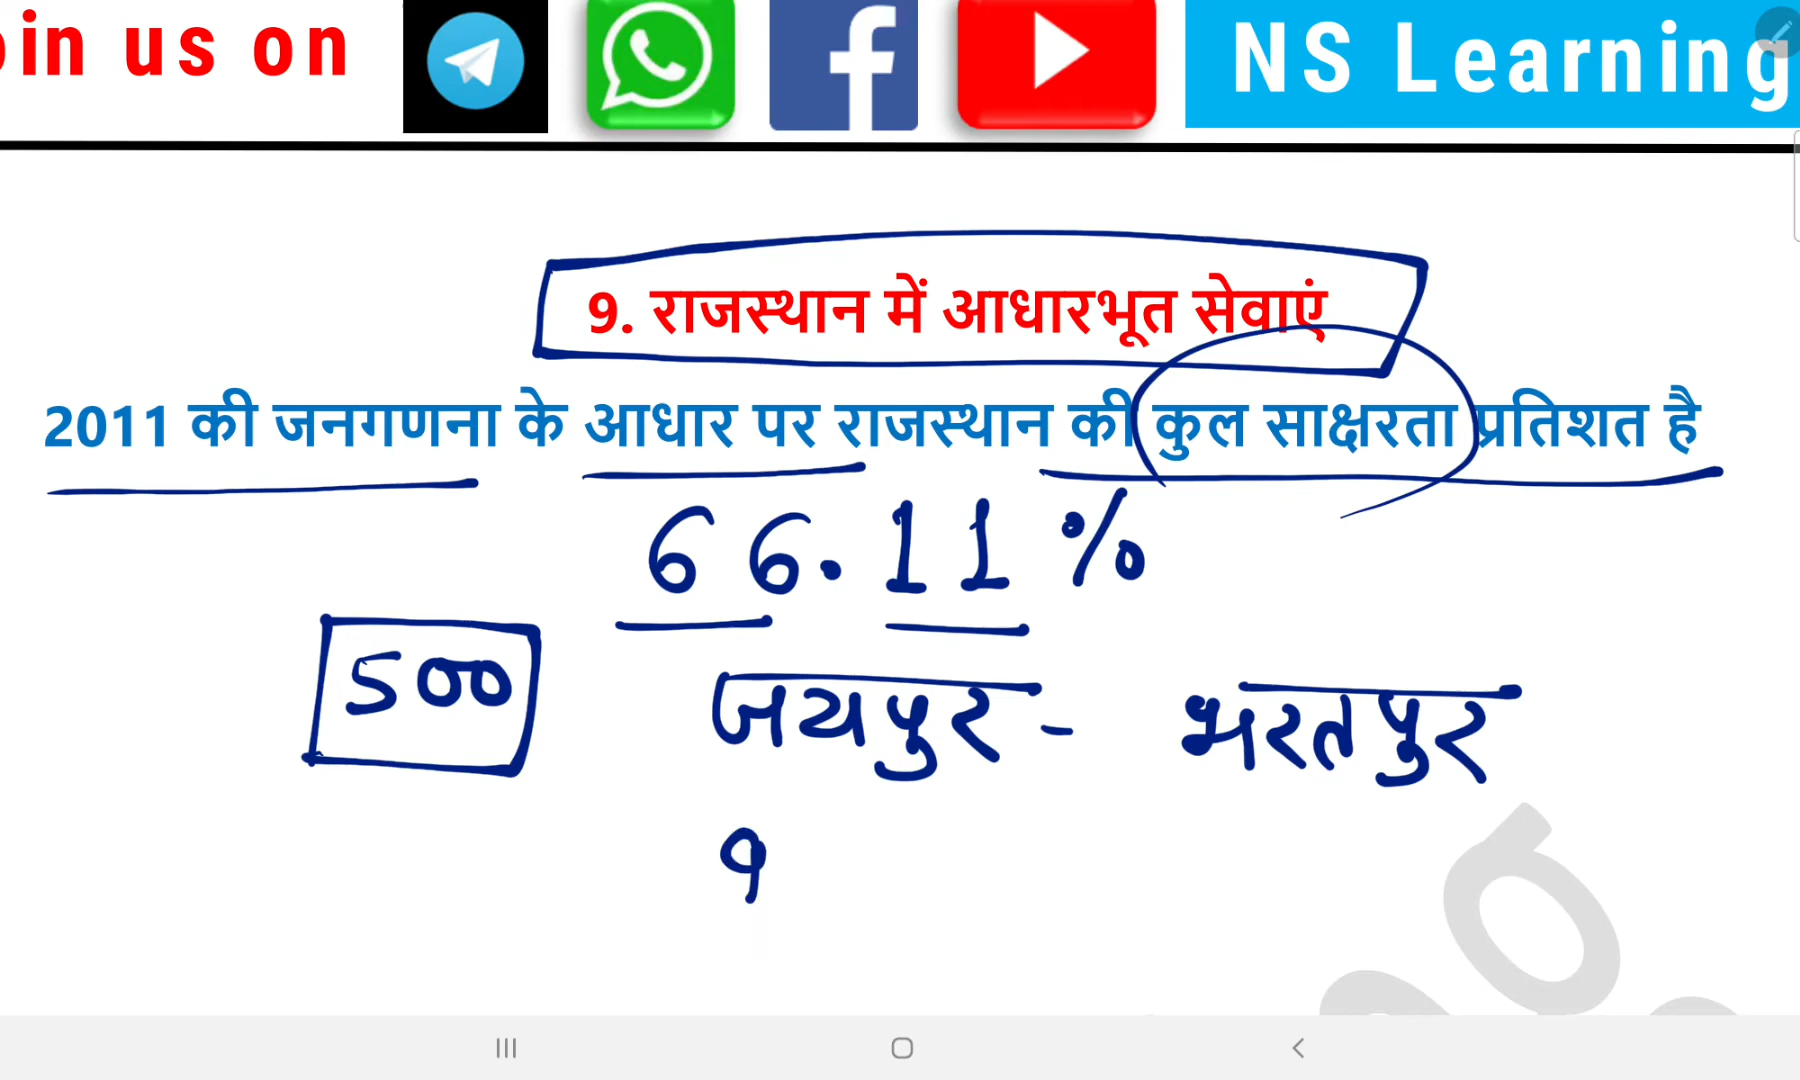 in us on NS Learning
9. राजस्थान में आधारभूत सेवाएं
2011 की जनगणना के आधार पर राजस्थान की कुल साक्षरता प्रतिशत है
66.11%
500 जयपुर - भरतपुर
9